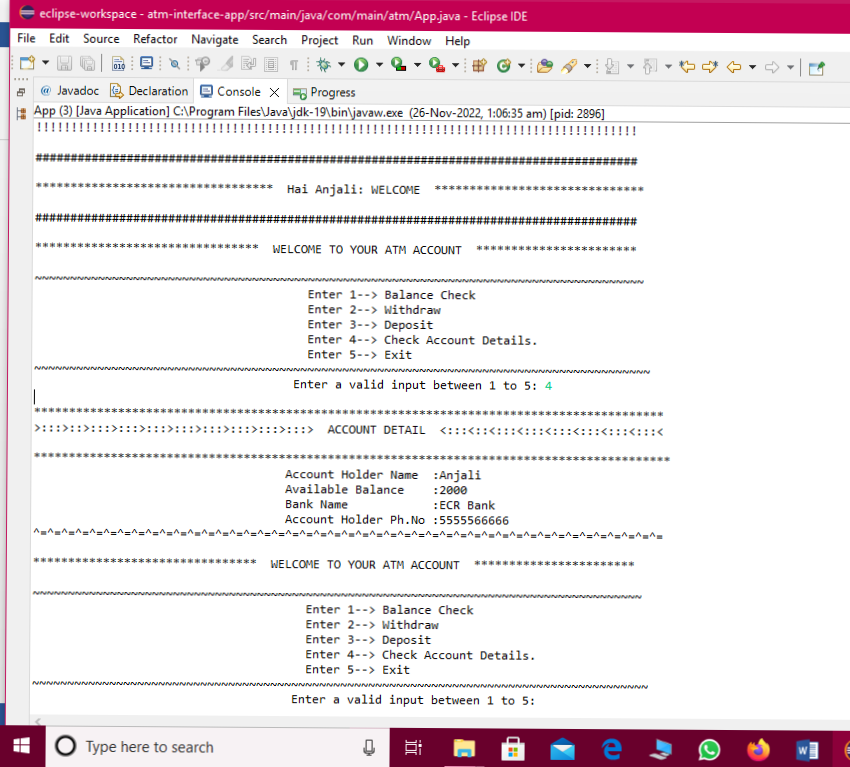 eclipse-workspace - atm-interface-app/src/main/java/com/main/atm/App.java - Eclipse IDE
File Edit Source Refactor Navigate Search Project Run Window Help
@ Javadoc Declaration Console Progress
App (3) [Java Application] C:\Program Files\Java\jdk-19\bin\javaw.exe (26-Nov-2022, 1:06:35 am) [pid: 2896]
!!!!!!!!!!!!!!!!!!!!!!!!!!!!!!!!!!!!!!!!!!!!!!!!!!!!!!!!!!!!!!!!!!!!!!!!!!!!!!!!!!!!!!
######################################################################################
********************************** Hai Anjali: WELCOME ******************************
######################################################################################
******************************** WELCOME TO YOUR ATM ACCOUNT ***********************
~~~~~~~~~~~~~~~~~~~~~~~~~~~~~~~~~~~~~~~~~~~~~~~~~~~~~~~~~~~~~~~~~~~~~~~~~~~~~~~~~~~~~~~
Enter 1--> Balance Check
Enter 2--> Withdraw
Enter 3--> Deposit
Enter 4--> Check Account Details.
Enter 5--> Exit
~~~~~~~~~~~~~~~~~~~~~~~~~~~~~~~~~~~~~~~~~~~~~~~~~~~~~~~~~~~~~~~~~~~~~~~~~~~~~~~~~~~~~~~~
Enter a valid input between 1 to 5: 4
******************************************************************************************
>:::>::>:::>:::>:::>:::>:::>:::>:::>:::> ACCOUNT DETAIL <:::<::<:::<:::<:::<:::<:::<:::<
*******************************************************************************************
Account Holder Name :Anjali
Available Balance :2000
Bank Name :ECR Bank
Account Holder Ph.No :5555566666
^=^=^=^=^=^=^=^=^=^=^=^=^=^=^=^=^=^=^=^=^=^=^=^=^=^=^=^=^=^=^=^=^=^=^=^=^=^=^=^=^=^=^=^=^=
******************************** WELCOME TO YOUR ATM ACCOUNT ***********************
~~~~~~~~~~~~~~~~~~~~~~~~~~~~~~~~~~~~~~~~~~~~~~~~~~~~~~~~~~~~~~~~~~~~~~~~~~~~~~~~~~~~~~~
Enter 1--> Balance Check
Enter 2--> Withdraw
Enter 3--> Deposit
Enter 4--> Check Account Details.
Enter 5--> Exit
~~~~~~~~~~~~~~~~~~~~~~~~~~~~~~~~~~~~~~~~~~~~~~~~~~~~~~~~~~~~~~~~~~~~~~~~~~~~~~~~~~~~~~~~
Enter a valid input between 1 to 5:
Type here to search